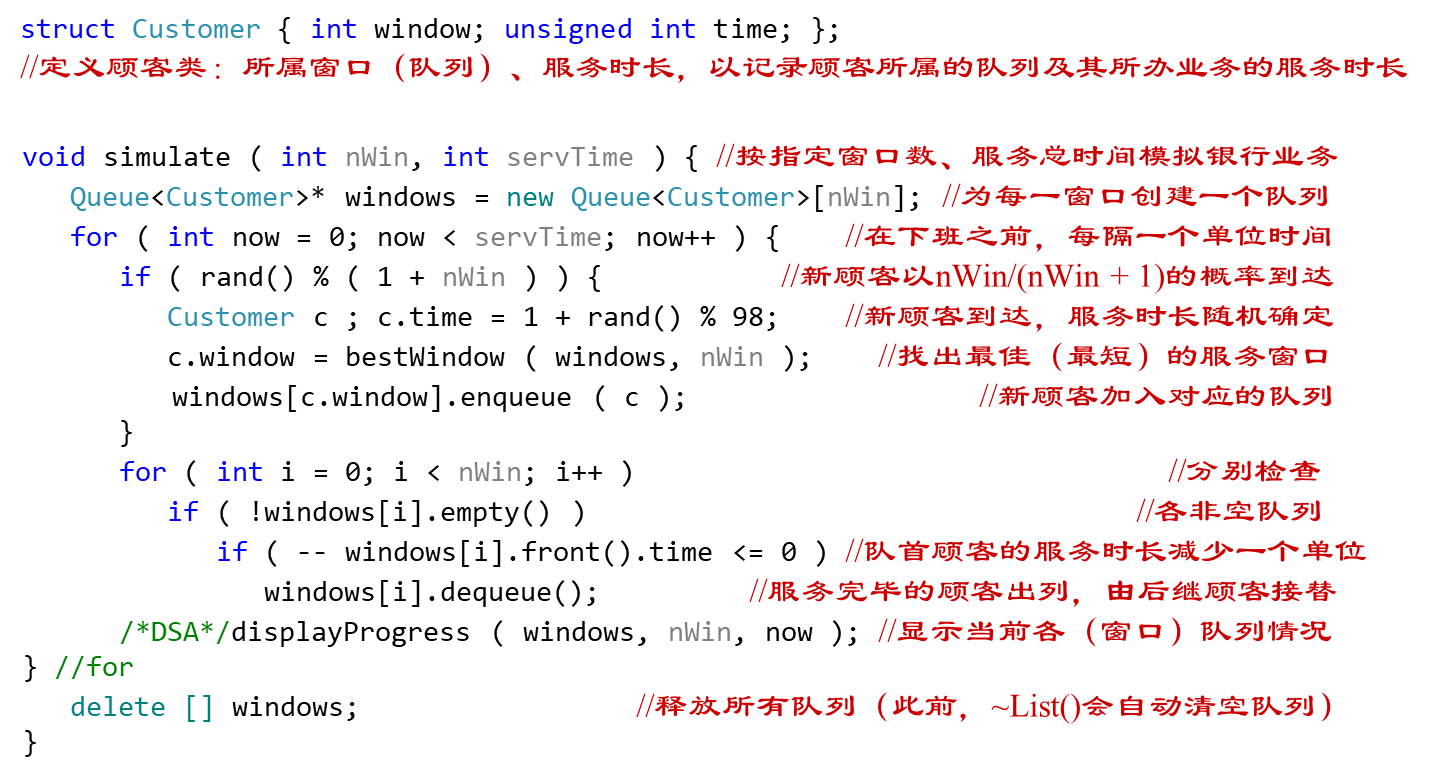 struct Customer { int window; unsigned int time; };
//定义顾客类：所属窗口（队列）、服务时长，以记录顾客所属的队列及其所办业务的服务时长
void simulate ( int nWin, int servTime ) { //按指定窗口数、服务总时间模拟银行业务
Queue<Customer>* windows = new Queue<Customer>[nWin]; //为每一窗口创建一个队列
for ( int now = 0; now < servTime; now++ ) { //在下班之前，每隔一个单位时间
if ( rand() % ( 1 + nWin ) ) { //新顾客以nWin/(nWin + 1)的概率到达
Customer c ; c.time = 1 + rand() % 98; //新顾客到达，服务时长随机确定
c.window = bestWindow ( windows, nWin ); //找出最佳（最短）的服务窗口
windows[c.window].enqueue ( c ); //新顾客加入对应的队列
}
for ( int i = 0; i < nWin; i++ ) //分别检查
if ( !windows[i].empty() ) //各非空队列
if ( -- windows[i].front().time <= 0 ) //队首顾客的服务时长减少一个单位
windows[i].dequeue(); //服务完毕的顾客出列，由后继顾客接替
/*DSA*/displayProgress ( windows, nWin, now ); //显示当前各（窗口）队列情况
} //for
delete [] windows; //释放所有队列（此前，~List()会自动清空队列）
}